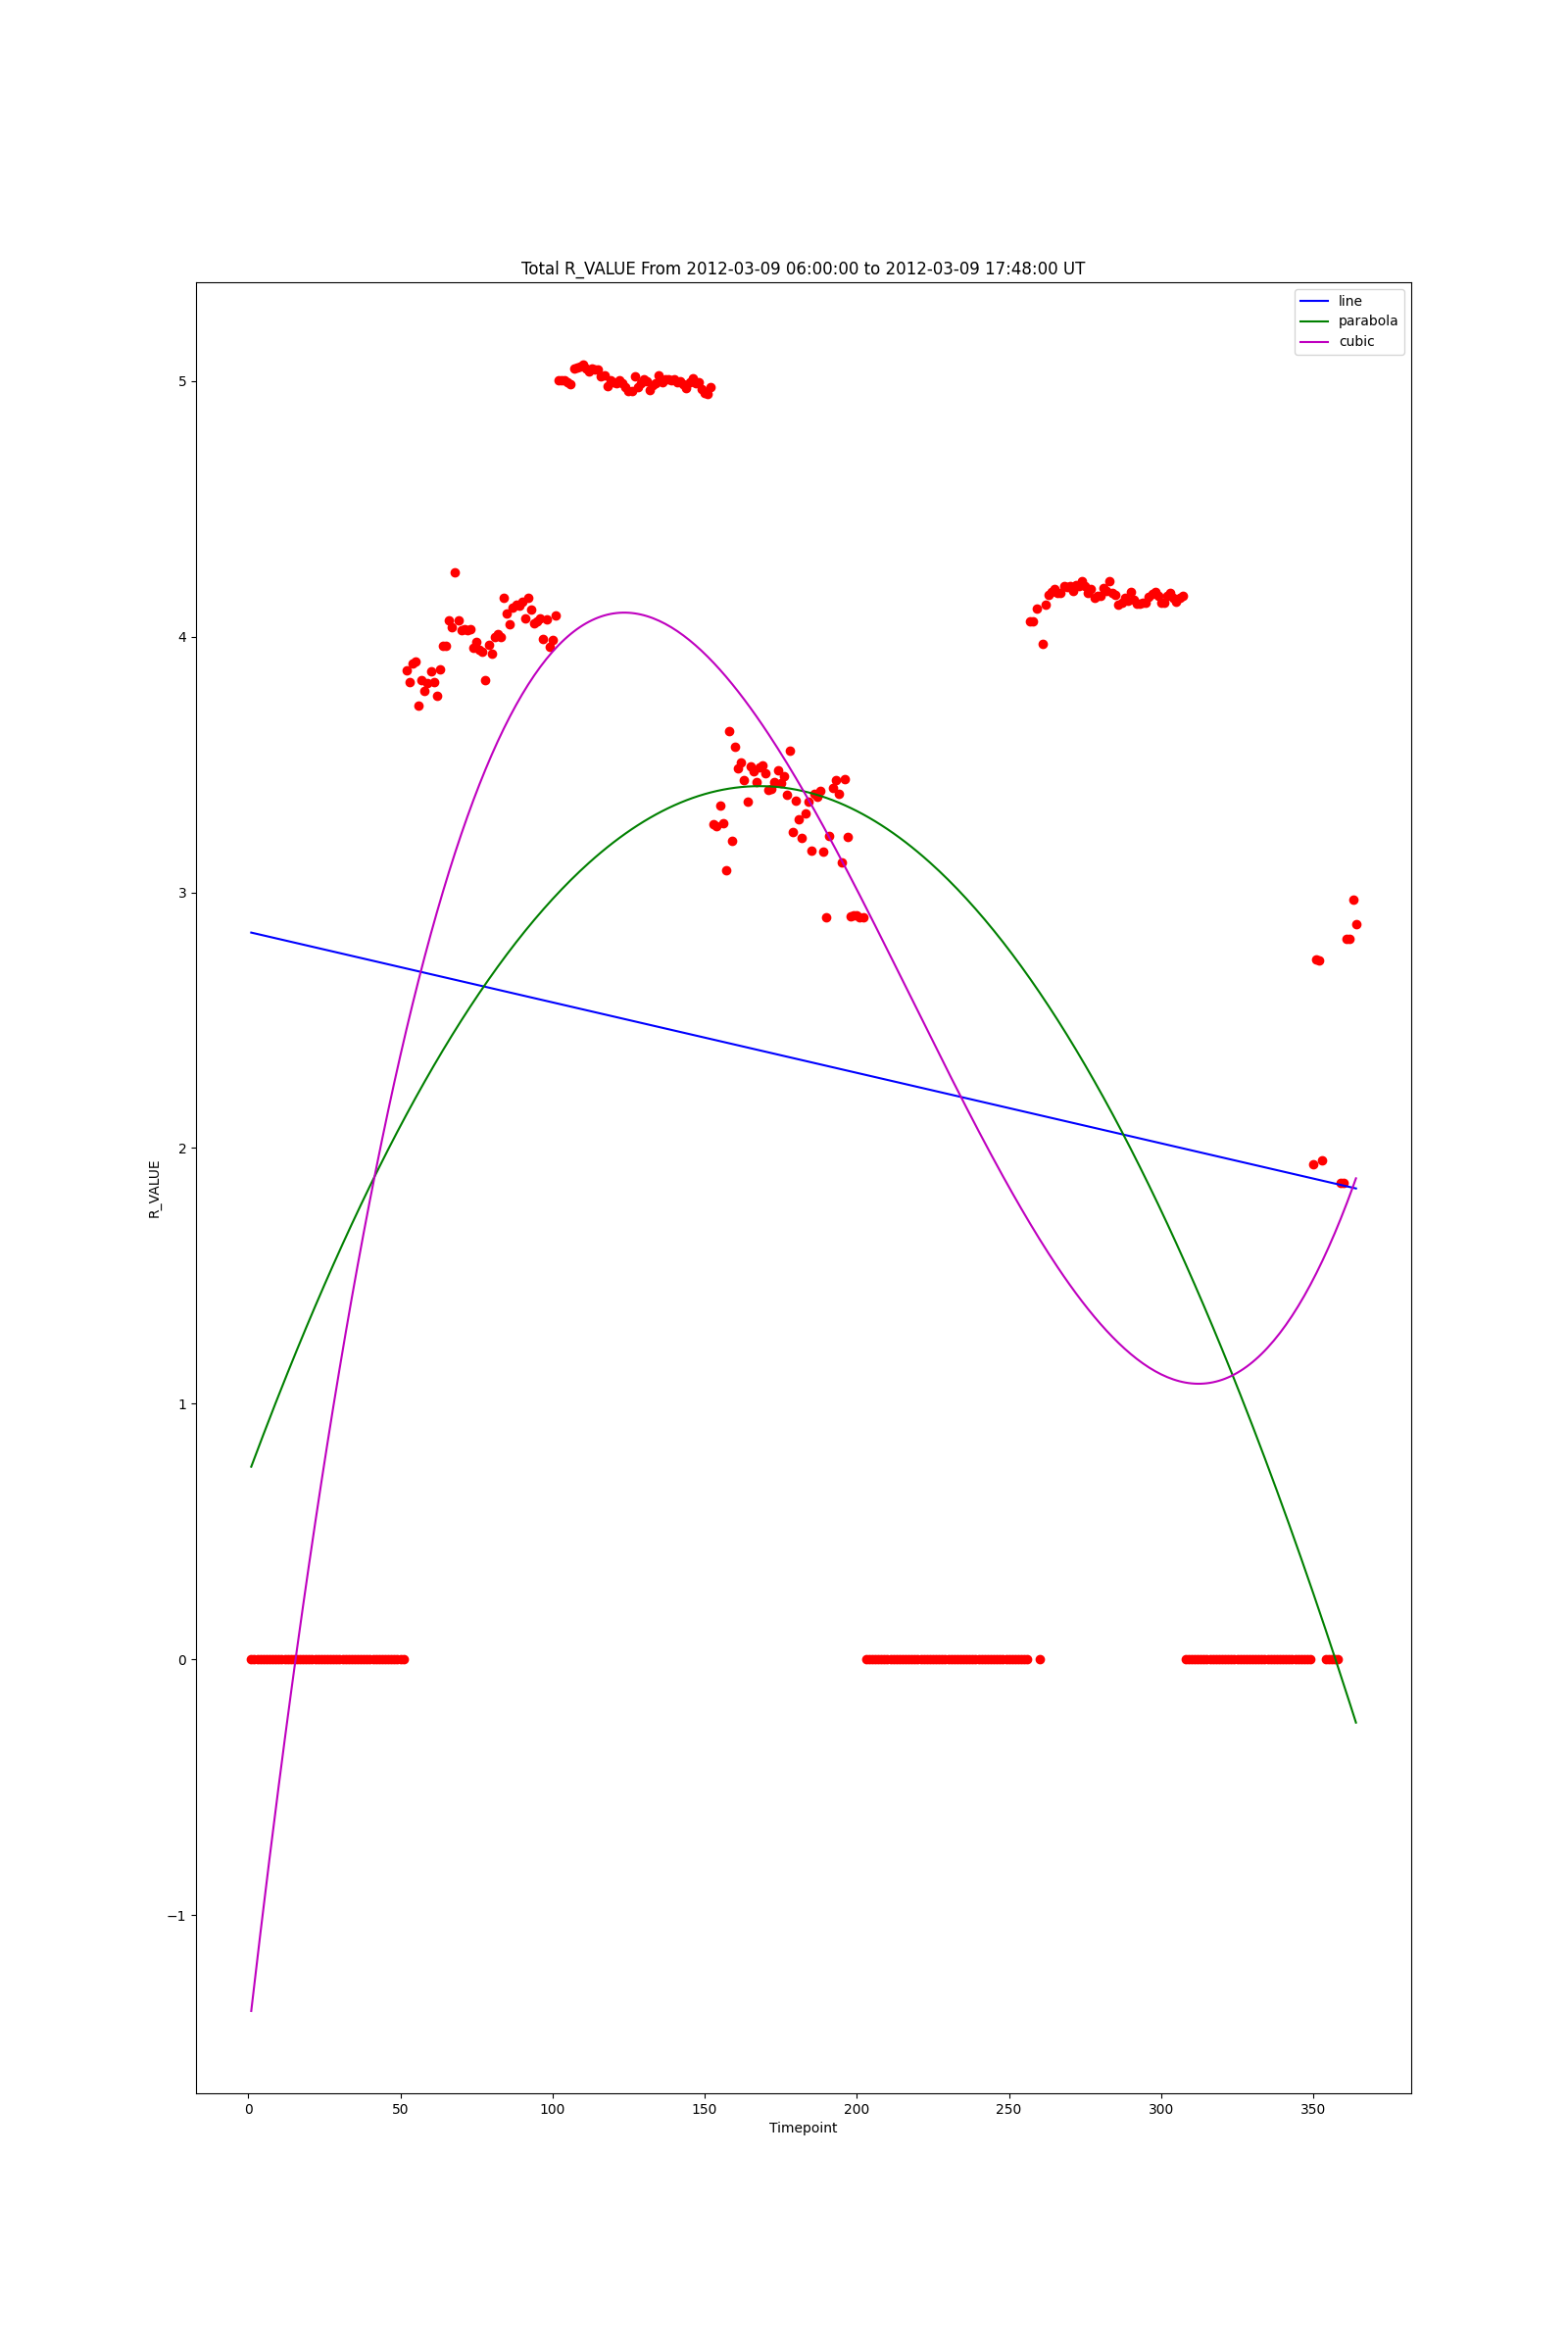 Total R_VALUE From 2012-03-09 06:00:00 to 2012-03-09 17:48:00 UT
line
parabola
cubic
5
4
3
2
1
0
−1
R_VALUE
0 50 100 150 200 250 300 350
Timepoint